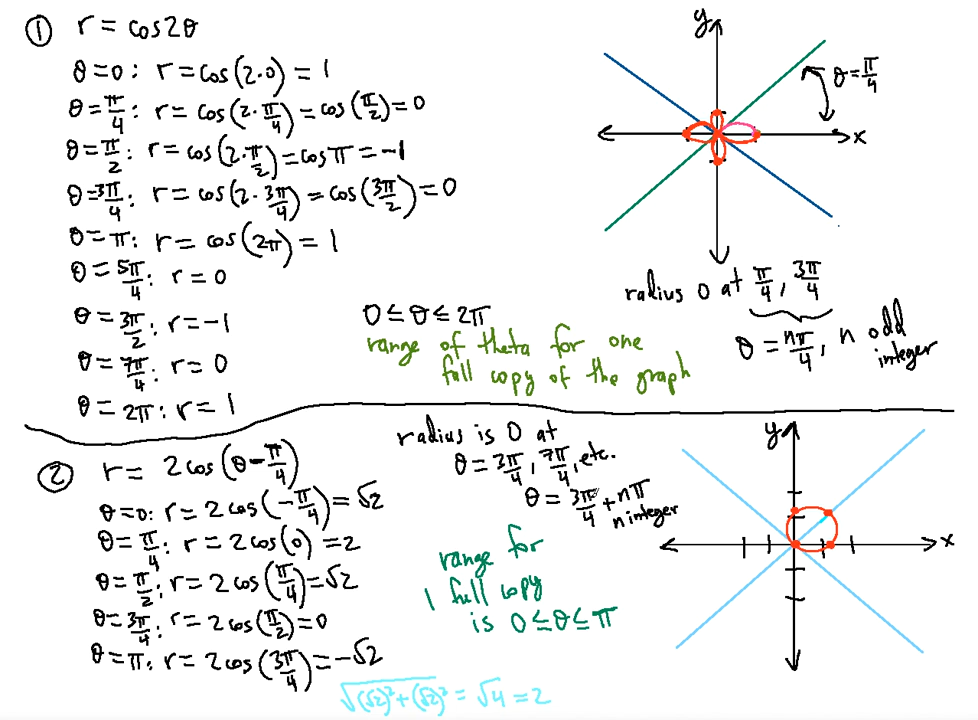 ① r = cos2θ
θ=0: r=cos(2·0) = 1
θ=π/4: r= cos(2·π/4)=cos(π/2)=0
θ=π/2: r=cos(2·π/2)=cosπ=-1
θ=3π/4: r= cos(2·3π/4)=cos(3π/2)=0
θ=π: r= cos(2π)=1
θ=5π/4: r=0
θ=3π/2: r=-1
θ=7π/4: r=0
θ=2π: r=1
0≤θ≤2π
range of theta for one
full copy of the graph
y
θ=π/4
x
radius 0 at π/4, 3π/4
θ=nπ/4, n odd
integer
② r= 2cos(θ-π/4)
θ=0: r=2cos(-π/4)=√2
θ=π/4: r=2cos(0)=2
θ=π/2: r=2cos(π/4)=√2
θ=3π/4: r=2cos(π/2)=0
θ=π: r=2cos(3π/4)=-√2
radius is 0 at
θ=3π/4, 7π/4, etc.
θ=3π/4+nπ
n integer
range for
1 full copy
is 0≤θ≤π
√((√2)²+(√2)²) = √4 = 2
y
x